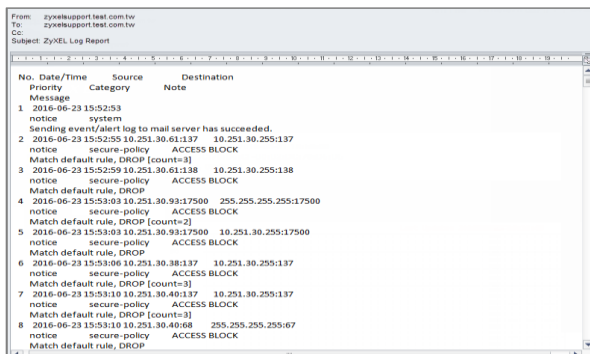 From: zyxelsupport.test.com.tw
To: zyxelsupport.test.com.tw
Cc:
Subject: ZyXEL Log Report
No. Date/Time Source Destination
Priority Category Note
Message
1 2016-06-23 15:52:53
notice system
Sending event/alert log to mail server has succeeded.
2 2016-06-23 15:52:55 10.251.30.61:137 10.251.30.255:137
notice secure-policy ACCESS BLOCK
Match default rule, DROP [count=3]
3 2016-06-23 15:52:59 10.251.30.61:138 10.251.30.255:138
notice secure-policy ACCESS BLOCK
Match default rule, DROP
4 2016-06-23 15:53:03 10.251.30.93:17500 255.255.255.255:17500
notice secure-policy ACCESS BLOCK
Match default rule, DROP [count=2]
5 2016-06-23 15:53:03 10.251.30.93:17500 10.251.30.255:17500
notice secure-policy ACCESS BLOCK
Match default rule, DROP
6 2016-06-23 15:53:06 10.251.30.38:137 10.251.30.255:137
notice secure-policy ACCESS BLOCK
Match default rule, DROP [count=3]
7 2016-06-23 15:53:10 10.251.30.40:137 10.251.30.255:137
notice secure-policy ACCESS BLOCK
Match default rule, DROP [count=3]
8 2016-06-23 15:53:10 10.251.30.40:68 255.255.255.255:67
notice secure-policy ACCESS BLOCK
Match default rule, DROP